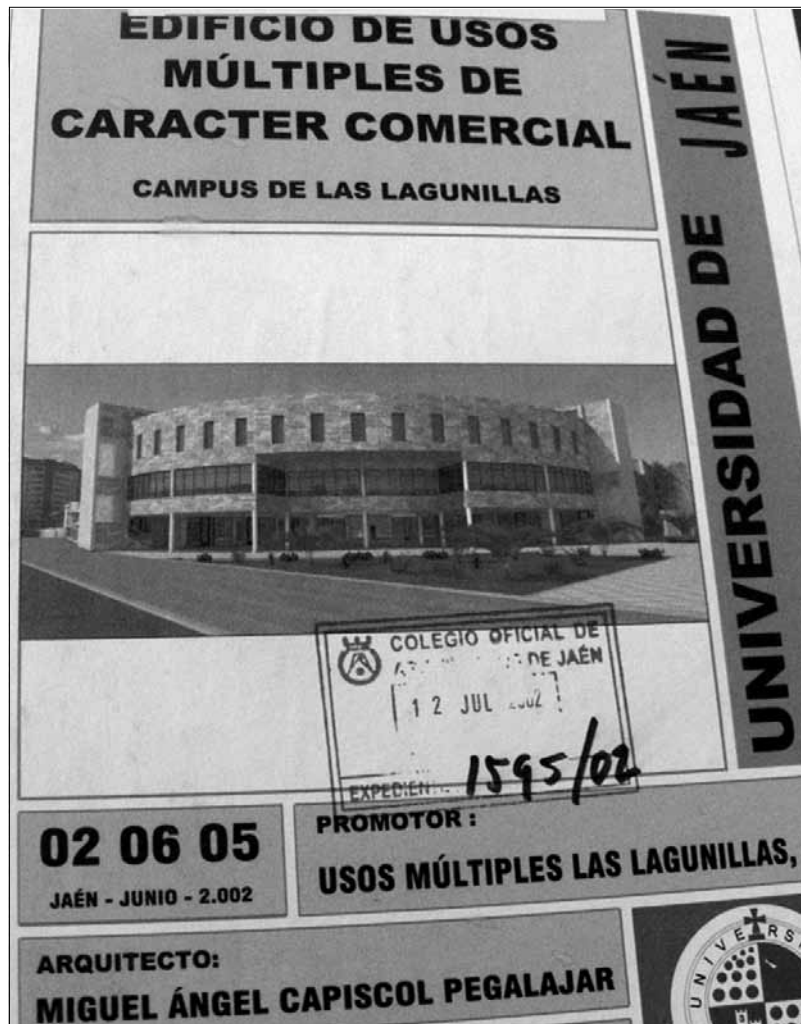 EDIFICIO DE USOS
MÚLTIPLES DE
CARACTER COMERCIAL
CAMPUS DE LAS LAGUNILLAS
UNIVERSIDAD DE JAÉN
COLEGIO OFICIAL DE
DE JAÉN
12 JUL
1595/02
02 06 05
JAÉN - JUNIO - 2.002
PROMOTOR :
USOS MÚLTIPLES LAS LAGUNILLAS,
ARQUITECTO:
MIGUEL ÁNGEL CAPISCOL PEGALAJAR